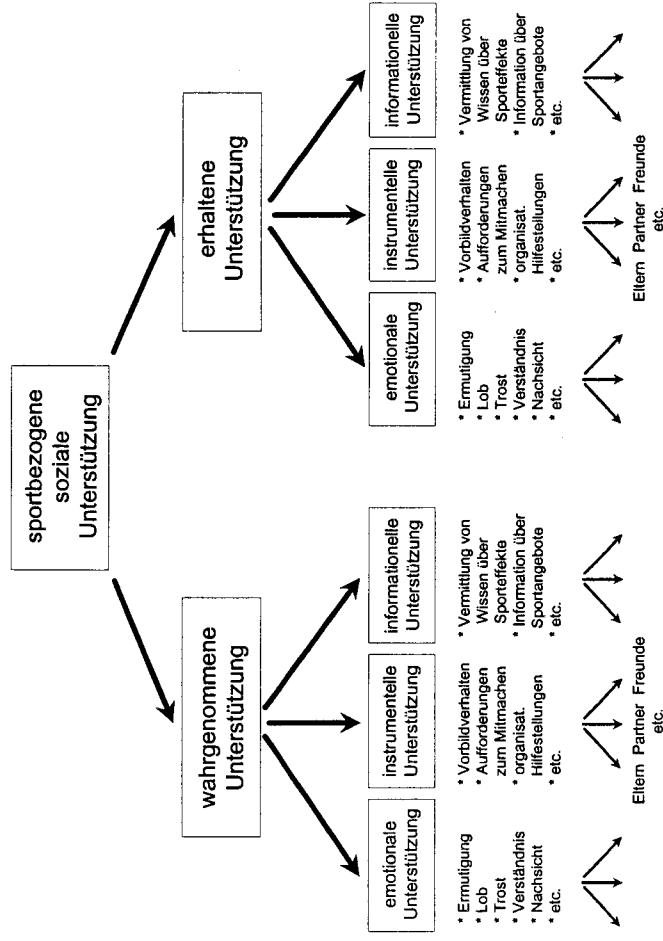 sportbezogene
soziale
Unterstützung
wahrgenommene
Unterstützung
erhaltene
Unterstützung
emotionale
Unterstützung
instrumentelle
Unterstützung
informationelle
Unterstützung
emotionale
Unterstützung
instrumentelle
Unterstützung
informationelle
Unterstützung
* Ermutigung
* Lob
* Trost
* Verständnis
* Nachsicht
* etc.
* Vorbildverhalten
* Aufforderungen
zum Mitmachen
* organisat.
Hilfestellungen
* etc.
* Vermittlung von
Wissen über
Sporteffekte
* Information über
Sportangebote
* etc.
* Ermutigung
* Lob
* Trost
* Verständnis
* Nachsicht
* etc.
* Vorbildverhalten
* Aufforderungen
zum Mitmachen
* organisat.
Hilfestellungen
* etc.
* Vermittlung von
Wissen über
Sporteffekte
* Information über
Sportangebote
* etc.
Eltern Partner Freunde
etc.
Eltern Partner Freunde
etc.